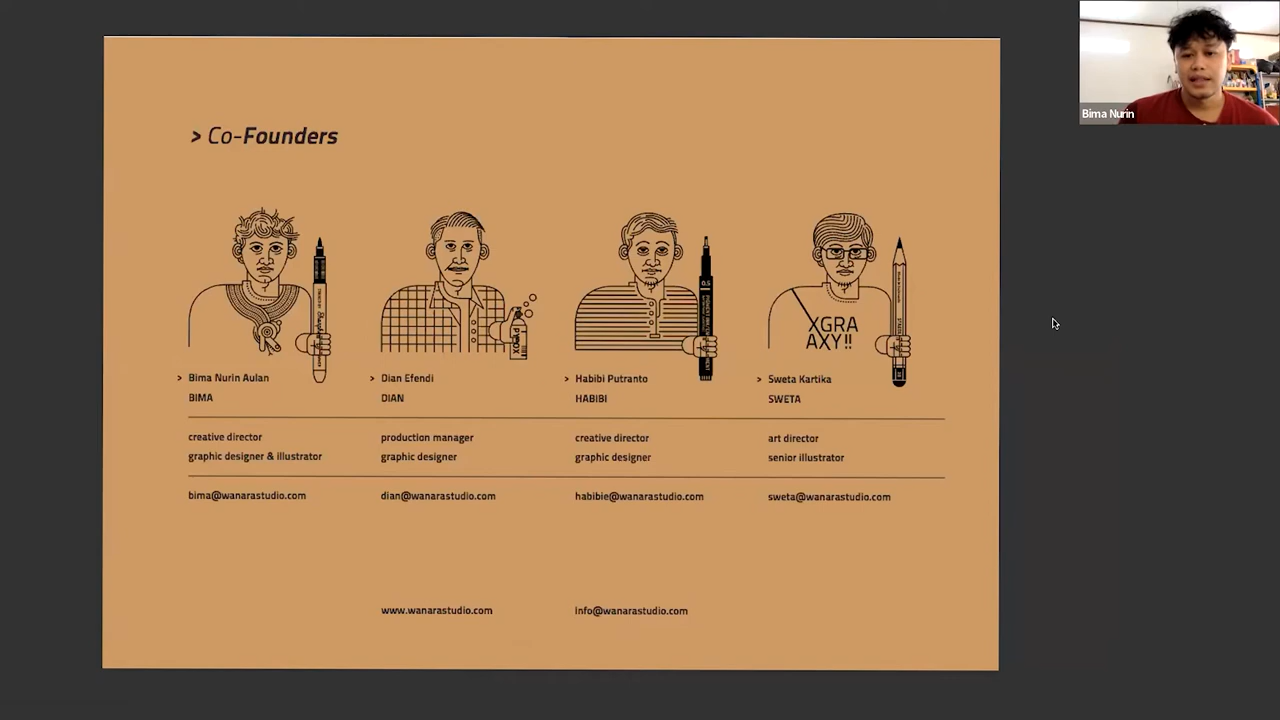 > Co-Founders
XGRA
AXY!!
> Bima Nurin Aulan
BIMA
creative director
graphic designer & illustrator
bima@wanarastudio.com
> Dian Efendi
DIAN
production manager
graphic designer
dian@wanarastudio.com
> Habibi Putranto
HABIBI
creative director
graphic designer
habibie@wanarastudio.com
> Sweta Kartika
SWETA
art director
senior illustrator
sweta@wanarastudio.com
www.wanarastudio.com
info@wanarastudio.com
Bima Nurin